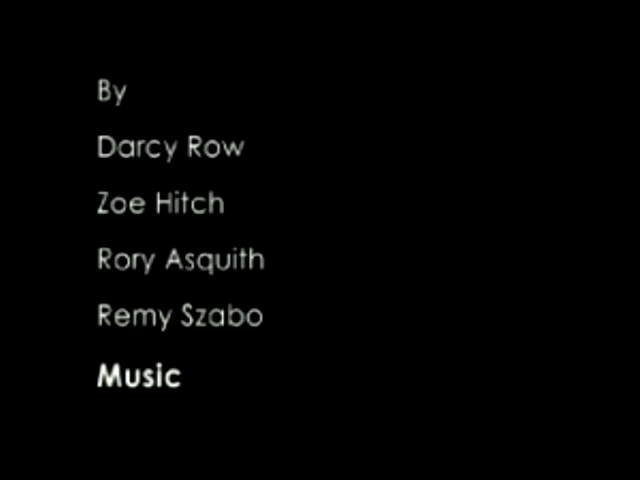 By
Darcy Row
Zoe Hitch
Rory Asquith
Remy Szabo
Music